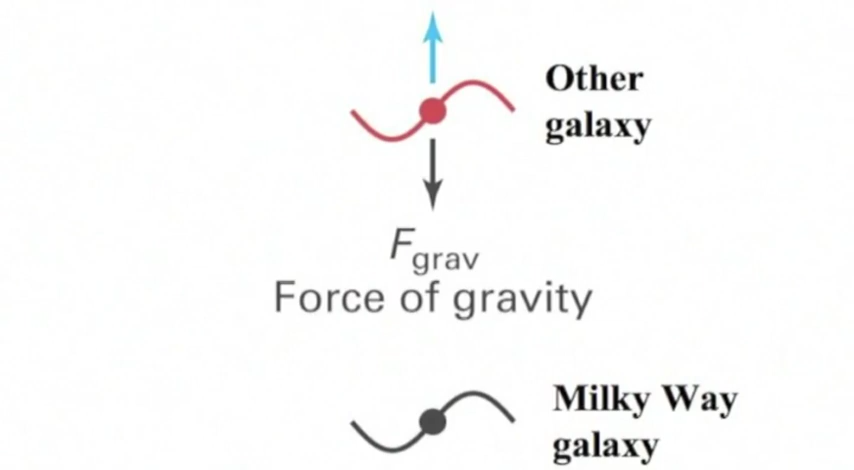 Other
galaxy
Fgrav
Force of gravity
Milky Way
galaxy